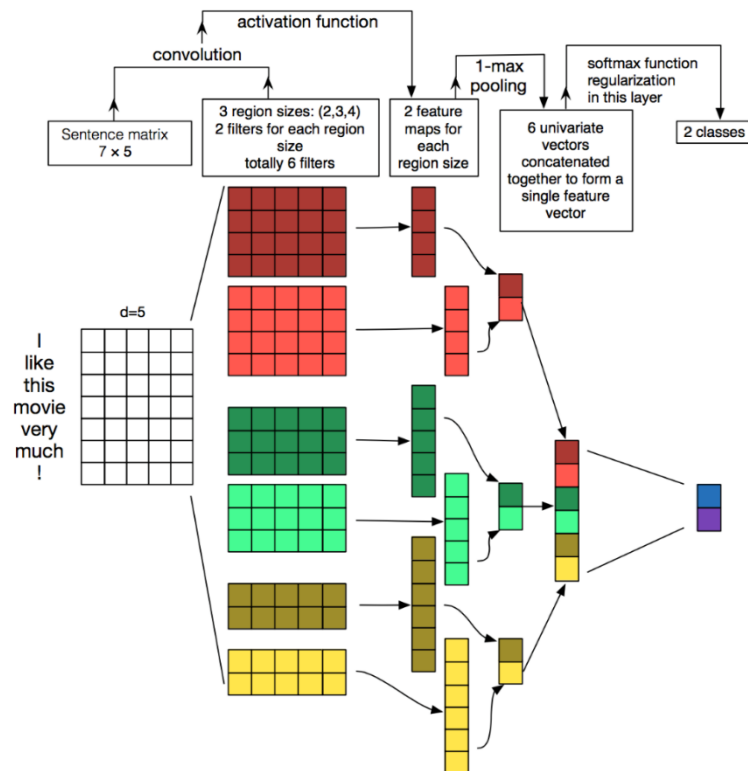 activation function
convolution
1-max
pooling
softmax function
regularization
in this layer
Sentence matrix
7 × 5
3 region sizes: (2,3,4)
2 filters for each region
size
totally 6 filters
2 feature
maps for
each
region size
6 univariate
vectors
concatenated
together to form a
single feature
vector
2 classes
d=5
I
like
this
movie
very
much
!